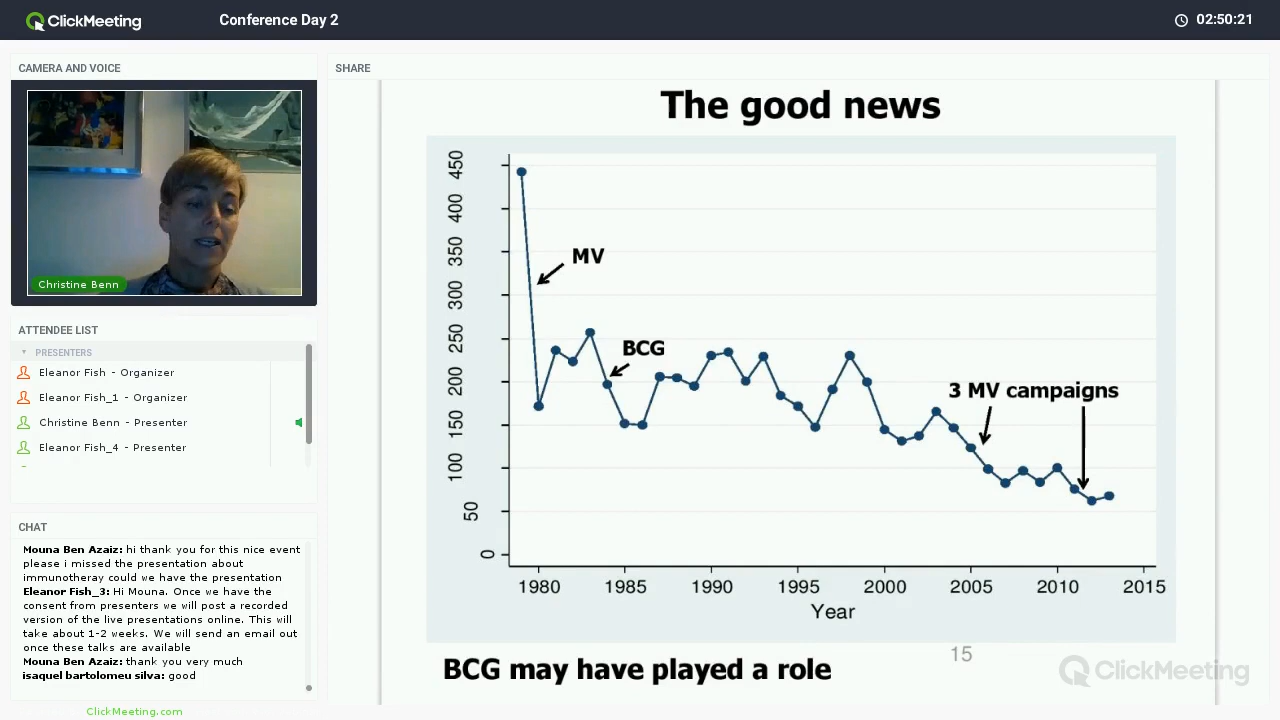 ClickMeeting
Conference Day 2
02:50:21
CAMERA AND VOICE
Christine Benn
ATTENDEE LIST
PRESENTERS
Eleanor Fish - Organizer
Eleanor Fish_1 - Organizer
Christine Benn - Presenter
Eleanor Fish_4 - Presenter
CHAT
Mouna Ben Azaiz: hi thank you for this nice event
please i missed the presentation about
immunotheray could we have the presentation
Eleanor Fish_3: Hi Mouna. Once we have the
consent from presenters we will post a recorded
version of the live presentations online. This will
take about 1-2 weeks. We will send an email out
once these talks are available
Mouna Ben Azaiz: thank you very much
isaquel bartolomeu silva: good
ClickMeeting.com
SHARE
The good news
450
400
350
300
250
200
150
100
50
0
MV
BCG
3 MV campaigns
1980 1985 1990 1995 2000 2005 2010 2015
Year
15
BCG may have played a role
ClickMeeting